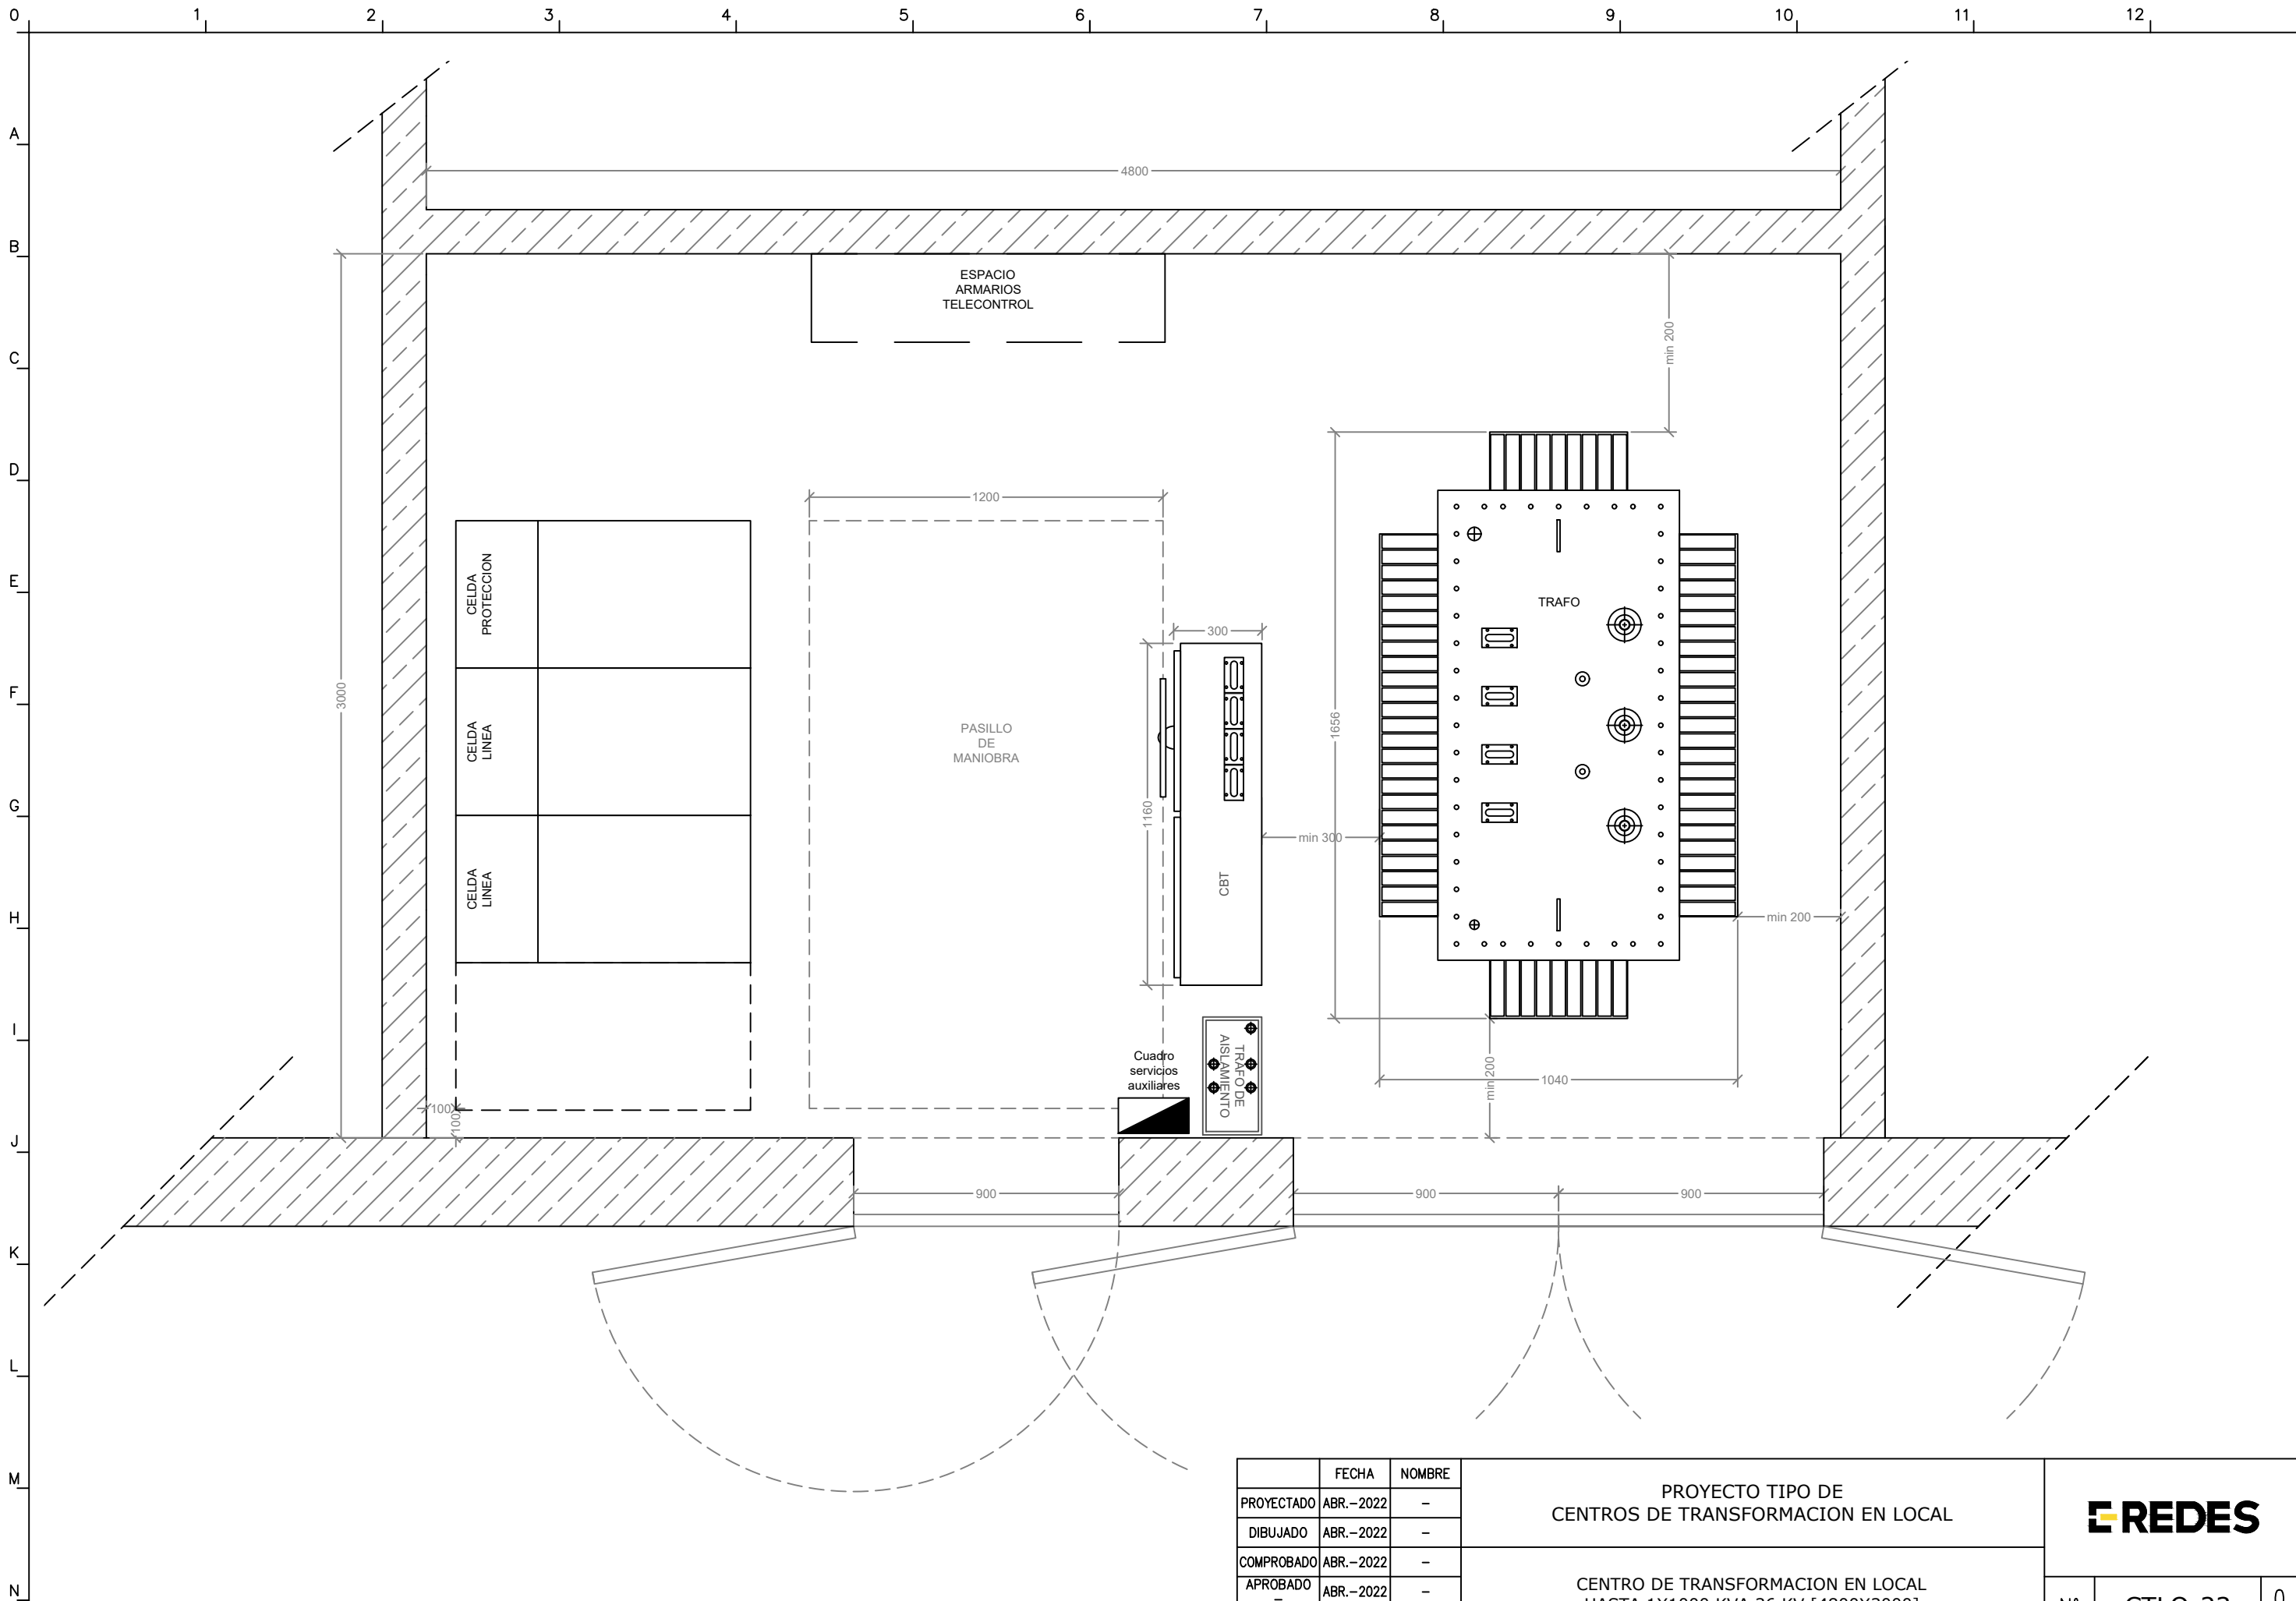 0 1 2 3 4 5 6 7 8 9 10 11 12
A
4800
B
ESPACIO
ARMARIOS
TELECONTROL
min 200
C
D
1200
CELDA
PROTECCION
E
TRAFO
300
F
3000
CELDA
LINEA
PASILLO
DE
MANIOBRA
1656
G
1160
min 300
CBT
CELDA
LINEA
H
min 200
I
Cuadro
servicios
auxiliares
TRAFO DE
AISLAMIENTO
min 200
1040
100
100
J
900
900
900
K
L
M
N
FECHA NOMBRE
PROYECTADO ABR.-2022 -
DIBUJADO ABR.-2022 -
COMPROBADO ABR.-2022 -
APROBADO ABR.-2022 -
PROYECTO TIPO DE
CENTROS DE TRANSFORMACION EN LOCAL
E-REDES
CENTRO DE TRANSFORMACION EN LOCAL